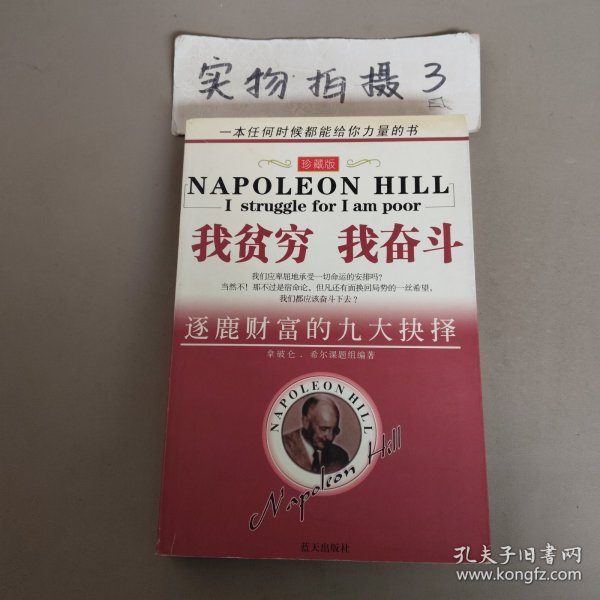 实物拍摄3
一本任何时候都能给你力量的书
珍藏版
NAPOLEON HILL
I struggle for I am poor
我贫穷 我奋斗
我们应卑屈地承受一切命运的安排吗?
当然不!那不过是宿命论。但凡还有面换回局势的一丝希望,
我们都应该奋斗下去?
逐鹿财富的九大抉择
拿破仑.希尔课题组编著
NAPOLEON HILL
Napoleon Hill
蓝天出版社
孔夫子旧书网
www.kongfz.com